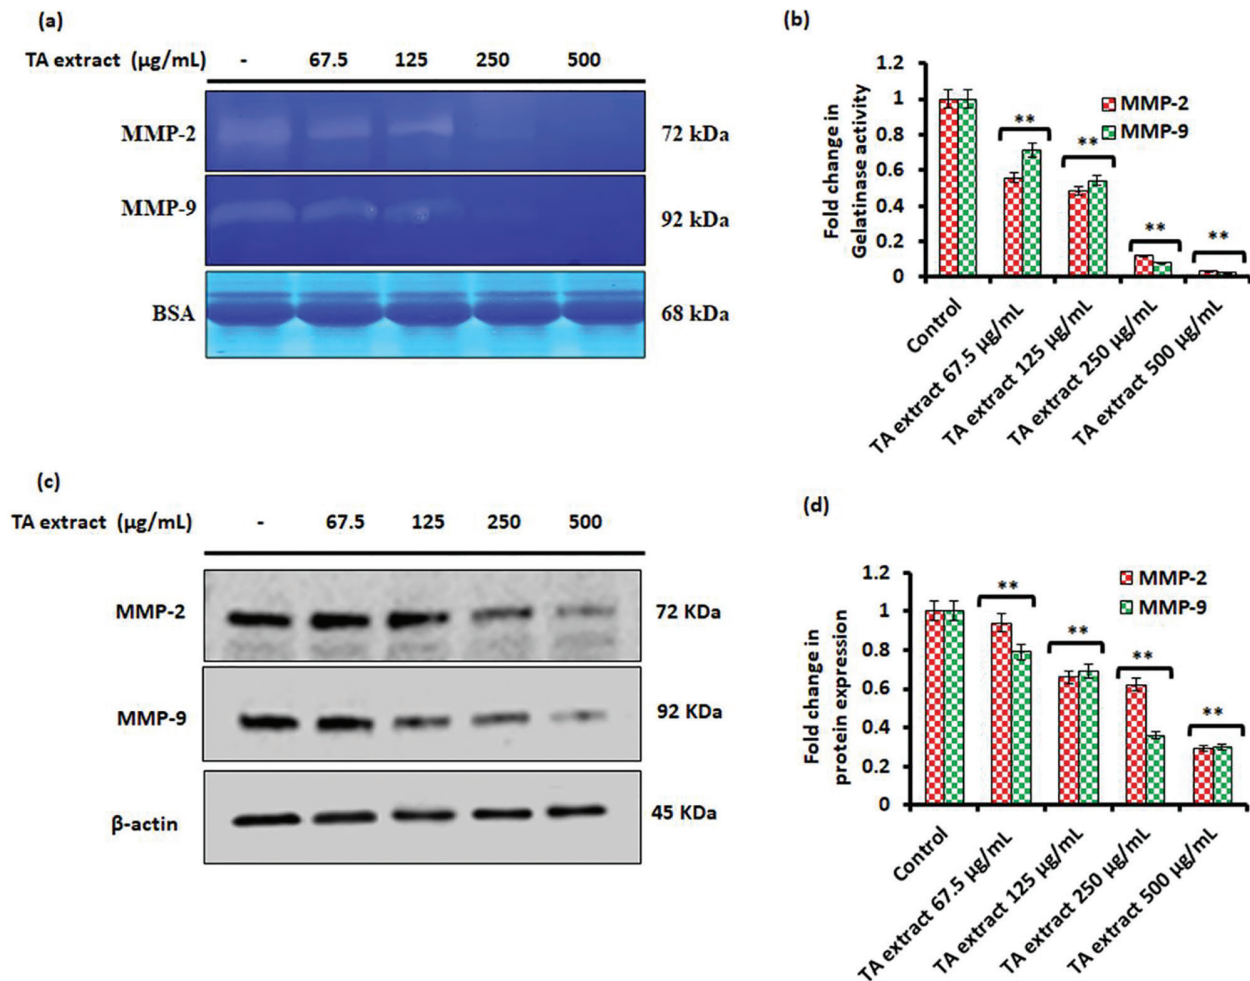 (a)
TA extract (μg/mL) - 67.5 125 250 500
MMP-2 72 kDa
MMP-9 92 kDa
BSA 68 kDa
(b)
Fold change in
Gelatinase activity
1.2
1
0.8
0.6
0.4
0.2
0
MMP-2
MMP-9
**
**
**
**
Control
TA extract 67.5 μg/mL
TA extract 125 μg/mL
TA extract 250 μg/mL
TA extract 500 μg/mL
(c)
TA extract (μg/mL) - 67.5 125 250 500
MMP-2 72 KDa
MMP-9 92 KDa
β-actin 45 KDa
(d)
Fold change in
protein expression
1.2
1
0.8
0.6
0.4
0.2
0
MMP-2
MMP-9
**
**
**
**
Control
TA extract 67.5 μg/mL
TA extract 125 μg/mL
TA extract 250 μg/mL
TA extract 500 μg/mL